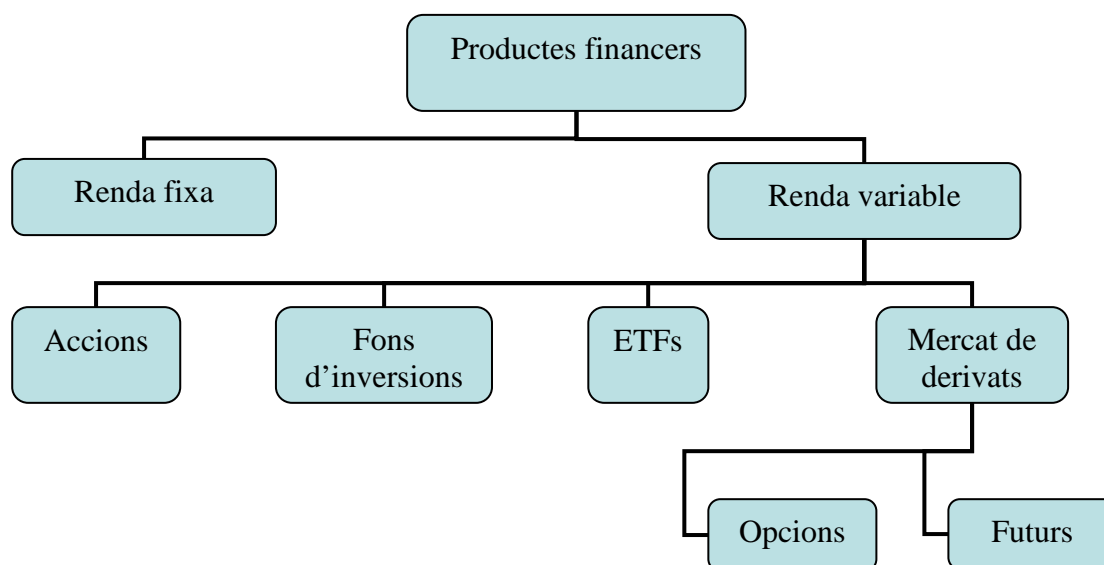 Productes financers
Renda fixa
Renda variable
Accions
Fons
d’inversions
ETFs
Mercat de
derivats
Opcions
Futurs